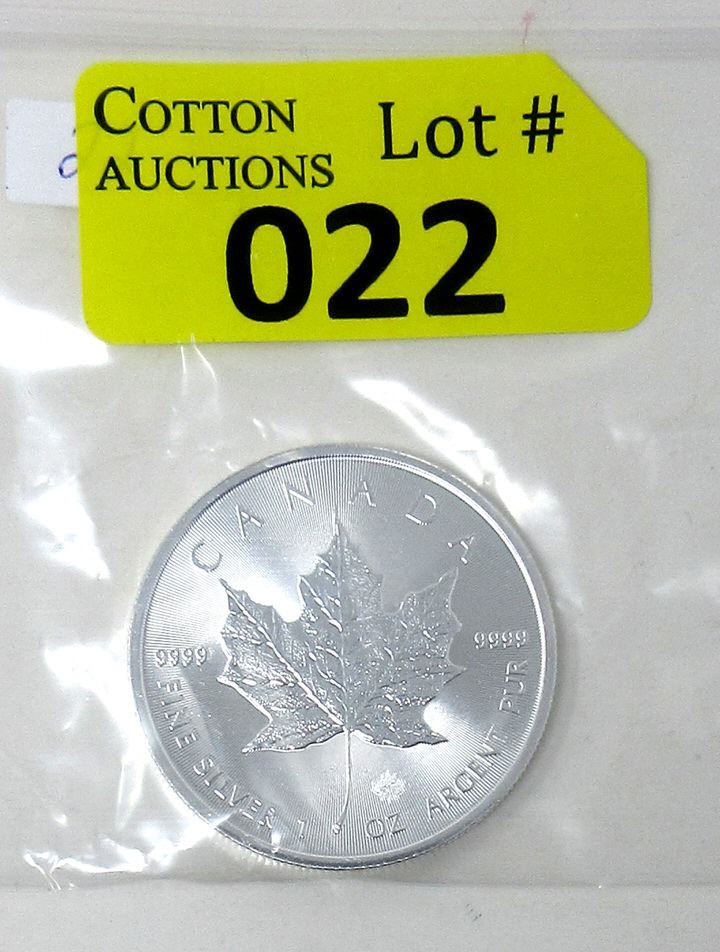 COTTON
AUCTIONS
Lot #
022
CANADA
9999
9999
FINE SILVER 1 OZ ARGENT PUR